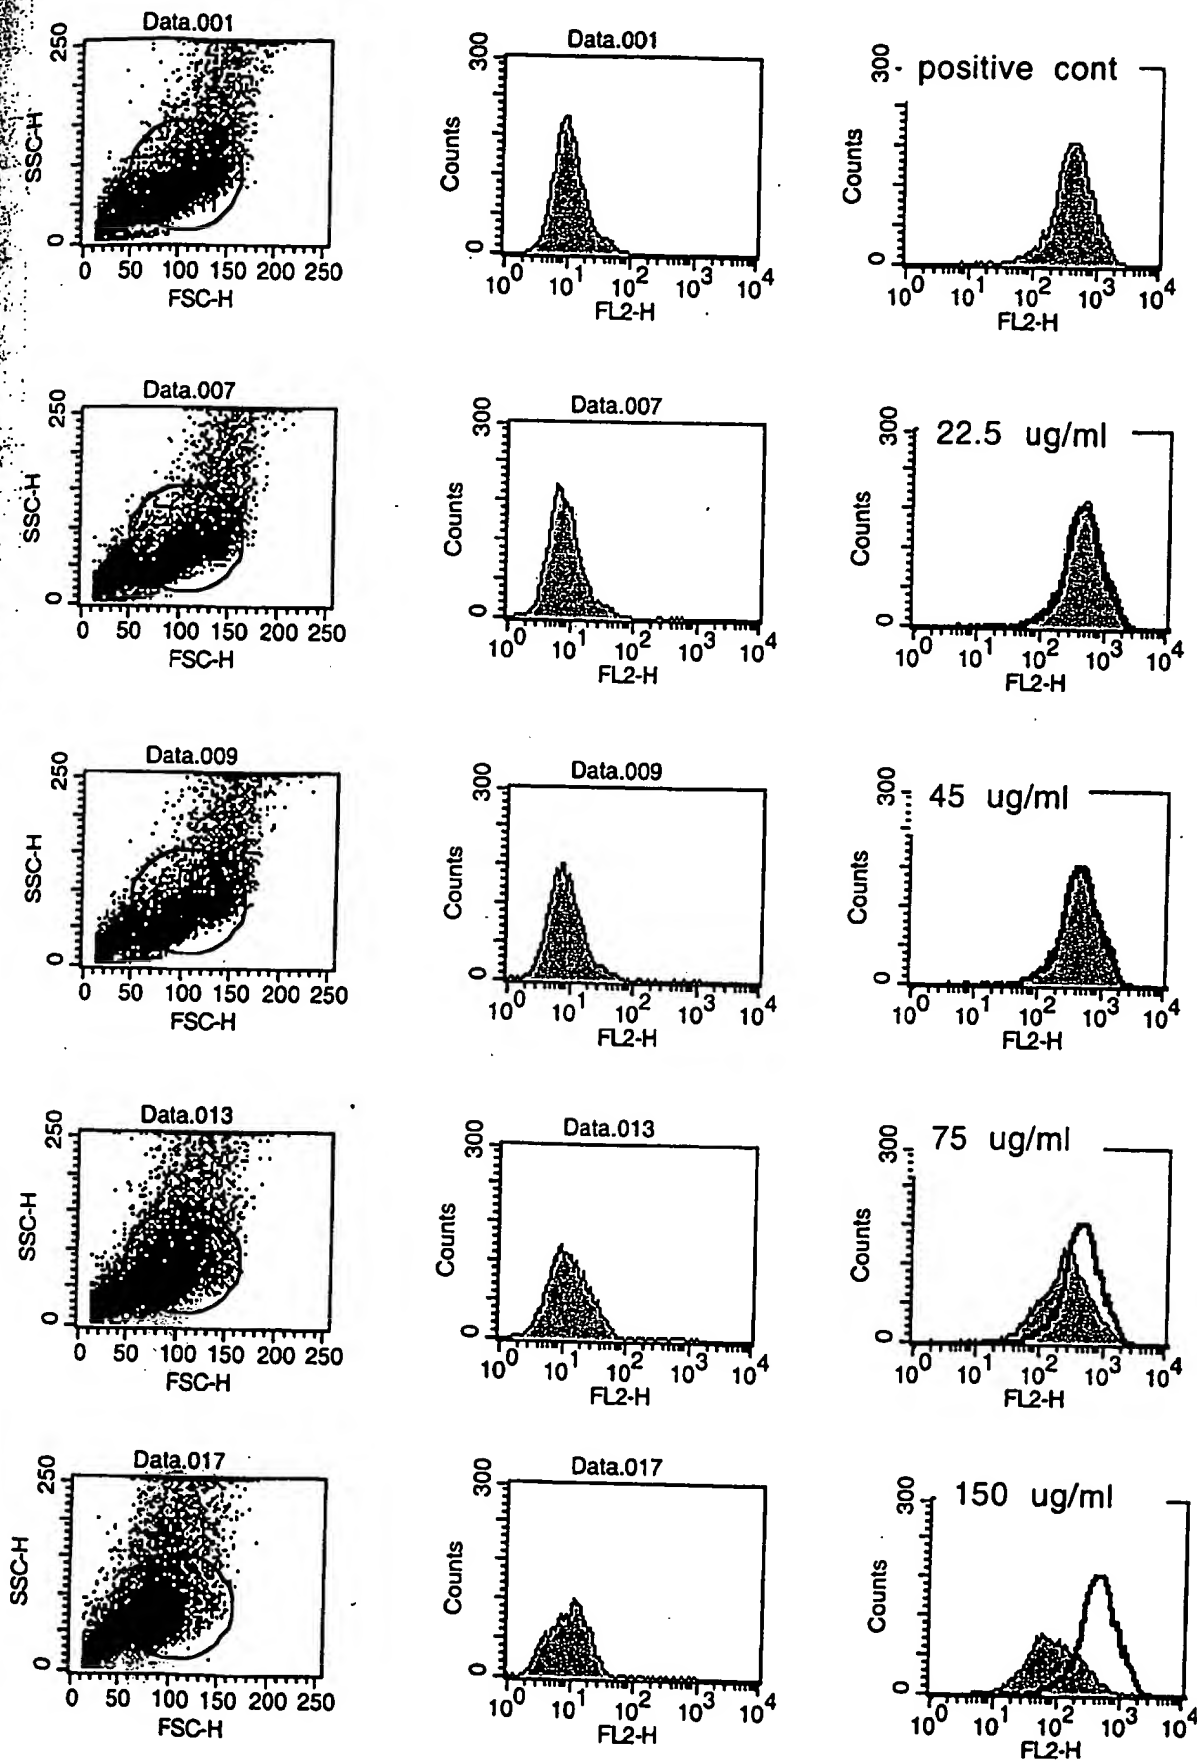 Data.001
250
SSC-H
0
0 50 100 150 200 250
FSC-H
Data.001
300
Counts
0
10^0 10^1 10^2 10^3 10^4
FL2-H
positive cont
300
Counts
0
10^0 10^1 10^2 10^3 10^4
FL2-H
Data.007
250
SSC-H
0
0 50 100 150 200 250
FSC-H
Data.007
300
Counts
0
10^0 10^1 10^2 10^3 10^4
FL2-H
22.5 ug/ml
300
Counts
0
10^0 10^1 10^2 10^3 10^4
FL2-H
Data.009
250
SSC-H
0
0 50 100 150 200 250
FSC-H
Data.009
300
Counts
0
10^0 10^1 10^2 10^3 10^4
FL2-H
45 ug/ml
300
Counts
0
10^0 10^1 10^2 10^3 10^4
FL2-H
Data.013
250
SSC-H
0
0 50 100 150 200 250
FSC-H
Data.013
300
Counts
0
10^0 10^1 10^2 10^3 10^4
FL2-H
75 ug/ml
300
Counts
0
10^0 10^1 10^2 10^3 10^4
FL2-H
Data.017
250
SSC-H
0
0 50 100 150 200 250
FSC-H
Data.017
300
Counts
0
10^0 10^1 10^2 10^3 10^4
FL2-H
150 ug/ml
300
Counts
0
10^0 10^1 10^2 10^3 10^4
FL2-H